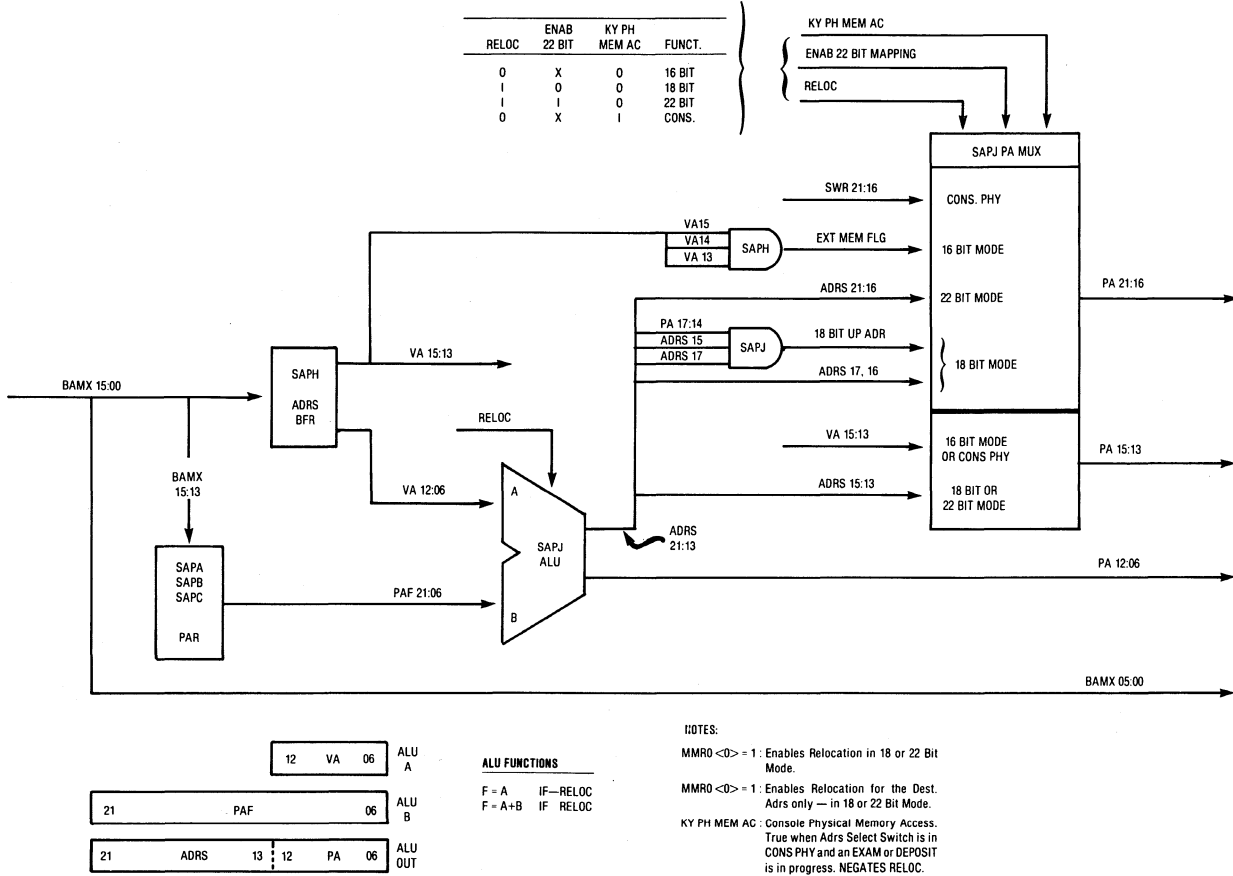 ENAB KY PH
RELOC 22 BIT MEM AC FUNCT.
0 X 0 16 BIT
I 0 0 18 BIT
I I 0 22 BIT
0 X I CONS.
KY PH MEM AC
ENAB 22 BIT MAPPING
RELOC
SAPJ PA MUX
SWR 21:16
CONS. PHY
VA15
VA14
VA 13
SAPH
EXT MEM FLG
16 BIT MODE
ADRS 21:16
22 BIT MODE
PA 21:16
PA 17:14
ADRS 15
ADRS 17
SAPJ
18 BIT UP ADR
ADRS 17, 16
18 BIT MODE
VA 15:13
SAPH
ADRS
BFR
BAMX 15:00
RELOC
VA 15:13
16 BIT MODE
OR CONS PHY
PA 15:13
BAMX
15:13
VA 12:06
A
ADRS 15:13
18 BIT OR
22 BIT MODE
ADRS
21:13
SAPJ
ALU
PA 12:06
SAPA
SAPB
SAPC
PAR
PAF 21:06
B
BAMX 05:00
12 VA 06
ALU
A
21 PAF 06
ALU
B
21 ADRS 13 12 PA 06
ALU
OUT
ALU FUNCTIONS
F = A IF—RELOC
F = A+B IF RELOC
NOTES:
MMR0 <0> = 1 : Enables Relocation in 18 or 22 Bit
Mode.
MMR0 <0> = 1 : Enables Relocation for the Dest.
Adrs only — in 18 or 22 Bit Mode.
KY PH MEM AC : Console Physical Memory Access.
True when Adrs Select Switch is in
CONS PHY and an EXAM or DEPOSIT
is in progress. NEGATES RELOC.